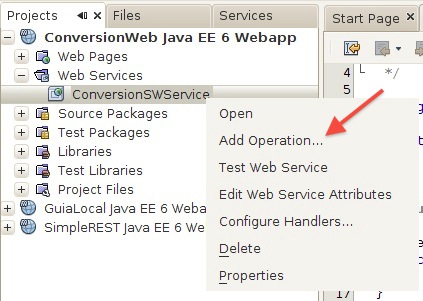 Projects
Files
Services
Start Page
ConversionWeb Java EE 6 Webapp
Web Pages
Web Services
ConversionSWService
Source Packages
Test Packages
Libraries
Test Libraries
Project Files
GuiaLocal Java EE 6 Weba
SimpleREST Java EE 6 We
Open
Add Operation...
Test Web Service
Edit Web Service Attributes
Configure Handlers...
Delete
Properties
4 */
5
17 }